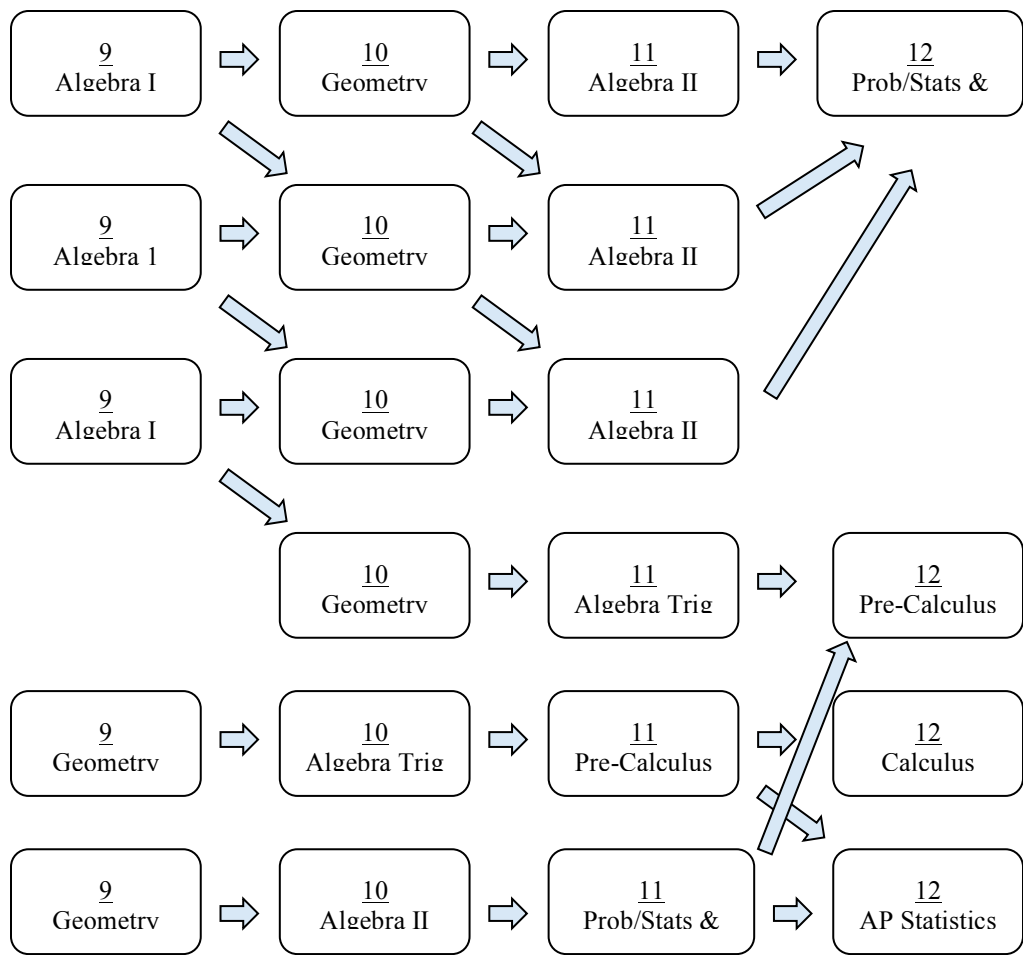 9
Algebra I
10
Geometry
11
Algebra II
12
Prob/Stats &
9
Algebra 1
10
Geometry
11
Algebra II
9
Algebra I
10
Geometry
11
Algebra II
10
Geometry
11
Algebra Trig
12
Pre-Calculus
9
Geometry
10
Algebra Trig
11
Pre-Calculus
12
Calculus
9
Geometry
10
Algebra II
11
Prob/Stats &
12
AP Statistics